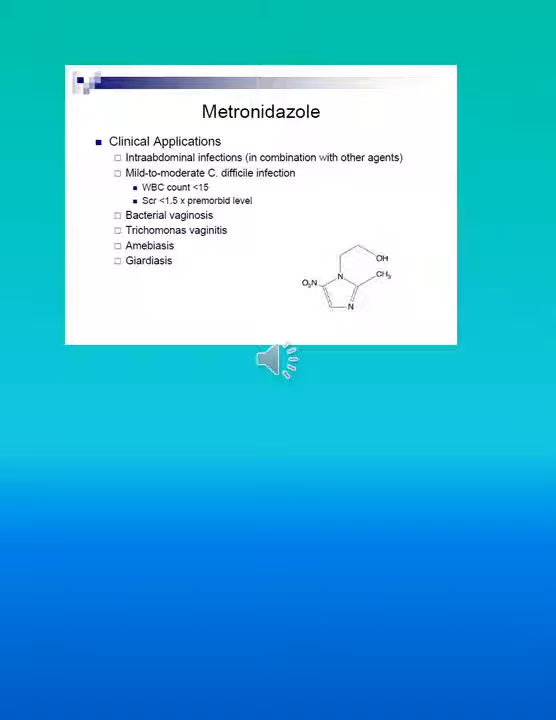 Metronidazole
Clinical Applications
Intraabdominal infections (in combination with other agents)
Mild-to-moderate C. difficile infection
WBC count <15
Scr <1.5 x premorbid level
Bacterial vaginosis
Trichomonas vaginitis
Amebiasis
Giardiasis
OH
N
CH3
O2N
N